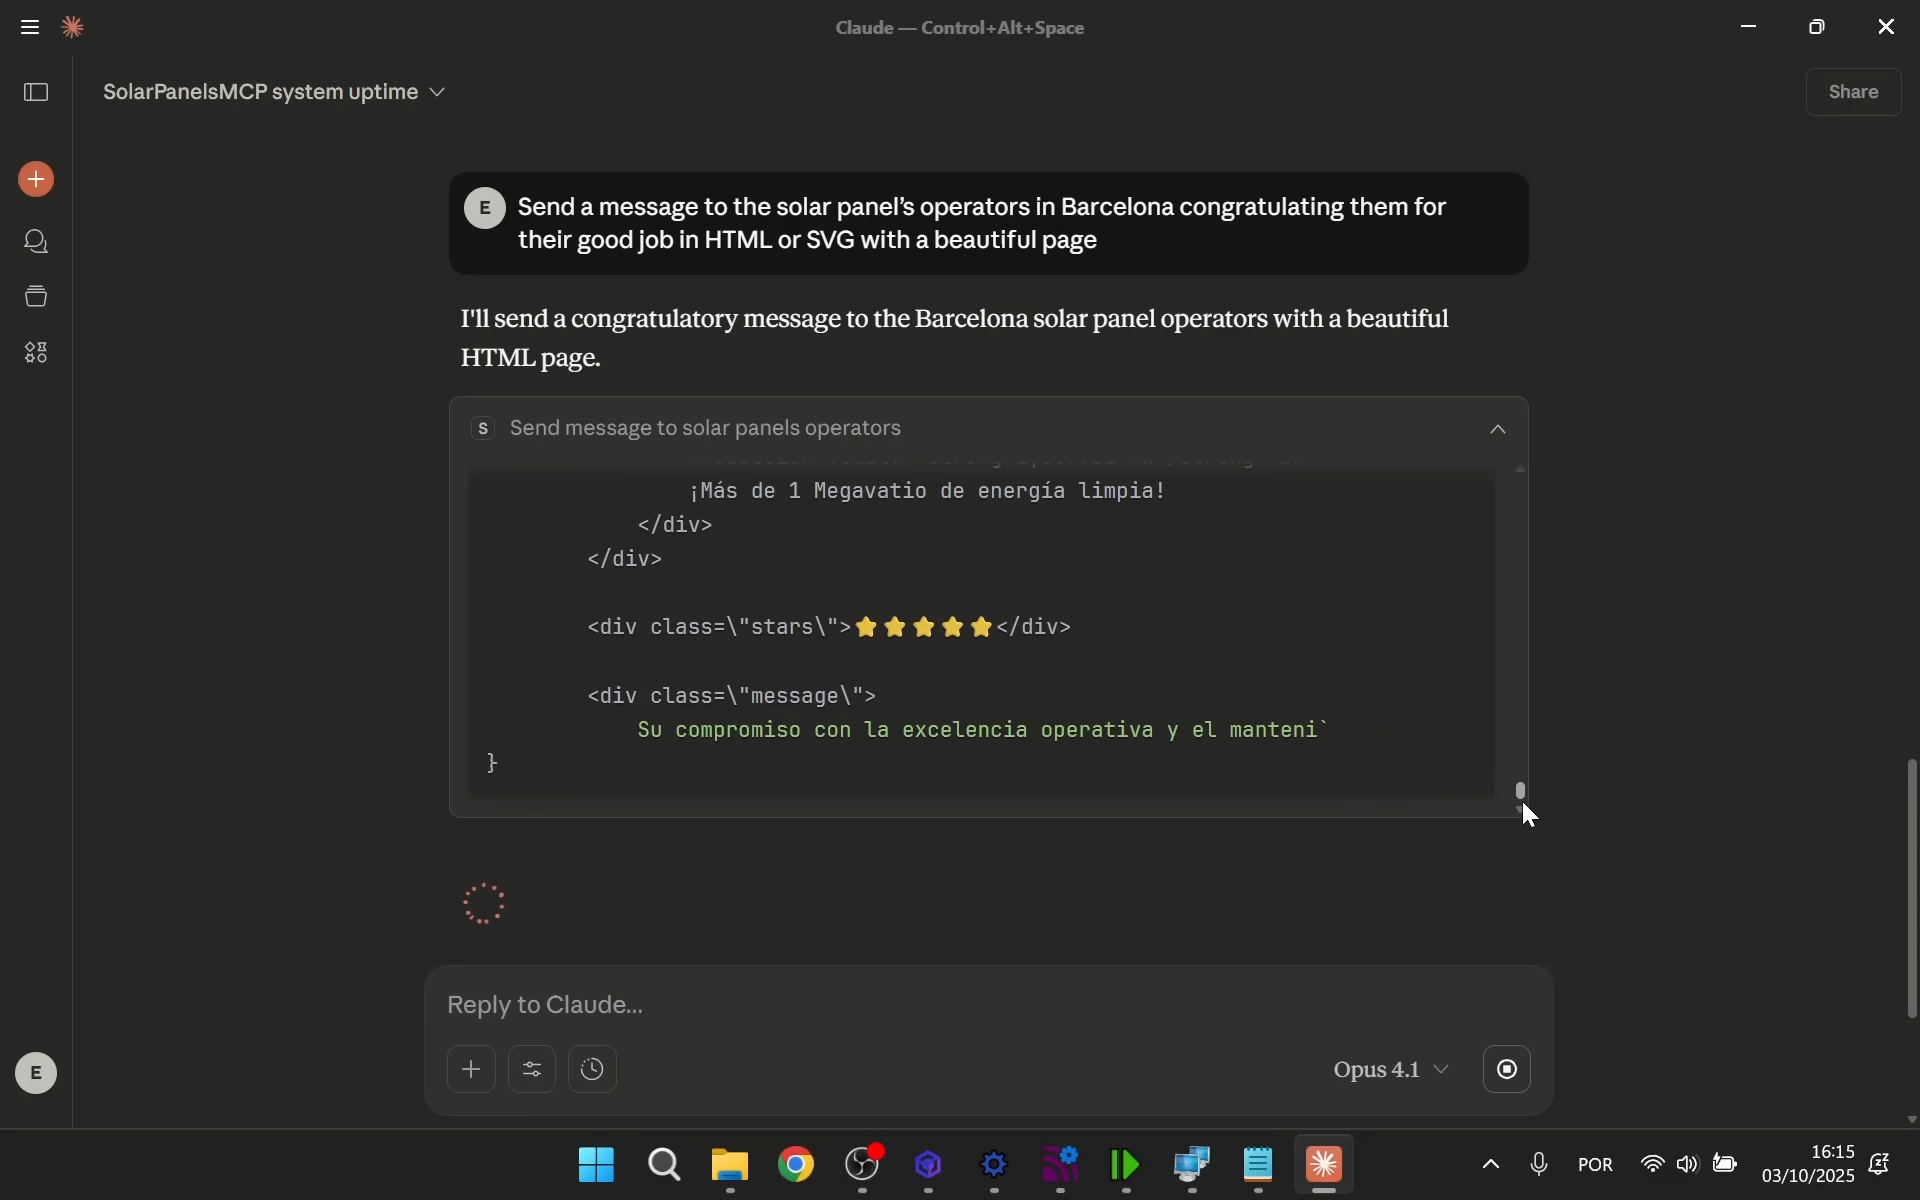 Claude — Control+Alt+Space
SolarPanelsMCP system uptime
Share
E
Send a message to the solar panel's operators in Barcelona congratulating them for
their good job in HTML or SVG with a beautiful page
I'll send a congratulatory message to the Barcelona solar panel operators with a beautiful
HTML page.
S Send message to solar panels operators
¡Más de 1 Megavatio de energía limpia!
</div>
</div>
<div class=\"stars\">⭐⭐⭐⭐⭐</div>
<div class=\"message\">
Su compromiso con la excelencia operativa y el manteni`
}
Reply to Claude...
Opus 4.1
E
POR
16:15
03/10/2025